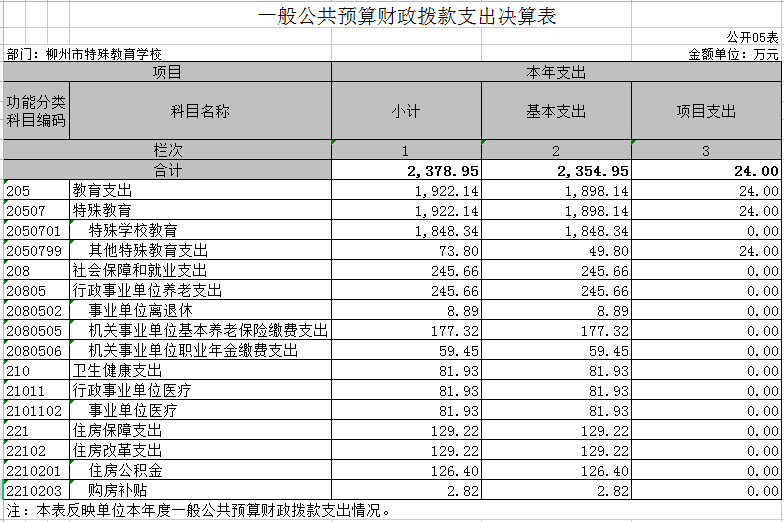 一般公共预算财政拨款支出决算表
公开05表
部门：柳州市特殊教育学校 金额单位：万元
项目 本年支出
功能分类科目编码 科目名称 小计 基本支出 项目支出
栏次 1 2 3
合计 2,378.95 2,354.95 24.00
205 教育支出 1,922.14 1,898.14 24.00
20507 特殊教育 1,922.14 1,898.14 24.00
2050701 特殊学校教育 1,848.34 1,848.34 0.00
2050799 其他特殊教育支出 73.80 49.80 24.00
208 社会保障和就业支出 245.66 245.66 0.00
20805 行政事业单位养老支出 245.66 245.66 0.00
2080502 事业单位离退休 8.89 8.89 0.00
2080505 机关事业单位基本养老保险缴费支出 177.32 177.32 0.00
2080506 机关事业单位职业年金缴费支出 59.45 59.45 0.00
210 卫生健康支出 81.93 81.93 0.00
21011 行政事业单位医疗 81.93 81.93 0.00
2101102 事业单位医疗 81.93 81.93 0.00
221 住房保障支出 129.22 129.22 0.00
22102 住房改革支出 129.22 129.22 0.00
2210201 住房公积金 126.40 126.40 0.00
2210203 购房补贴 2.82 2.82 0.00
注：本表反映单位本年度一般公共预算财政拨款支出情况。